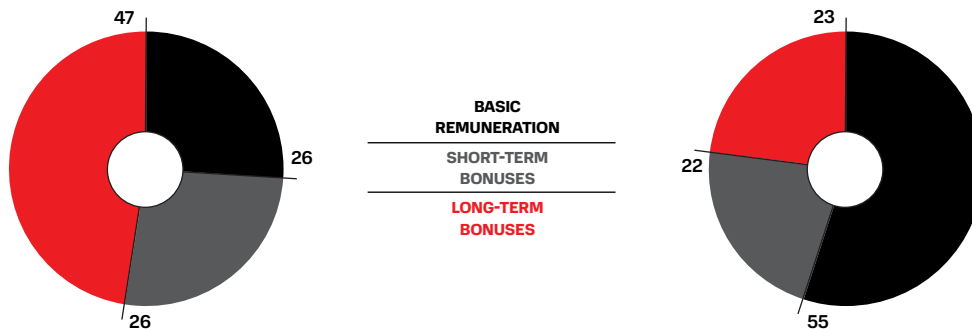 47
26
26
BASIC
REMUNERATION
SHORT-TERM
BONUSES
LONG-TERM
BONUSES
23
22
55